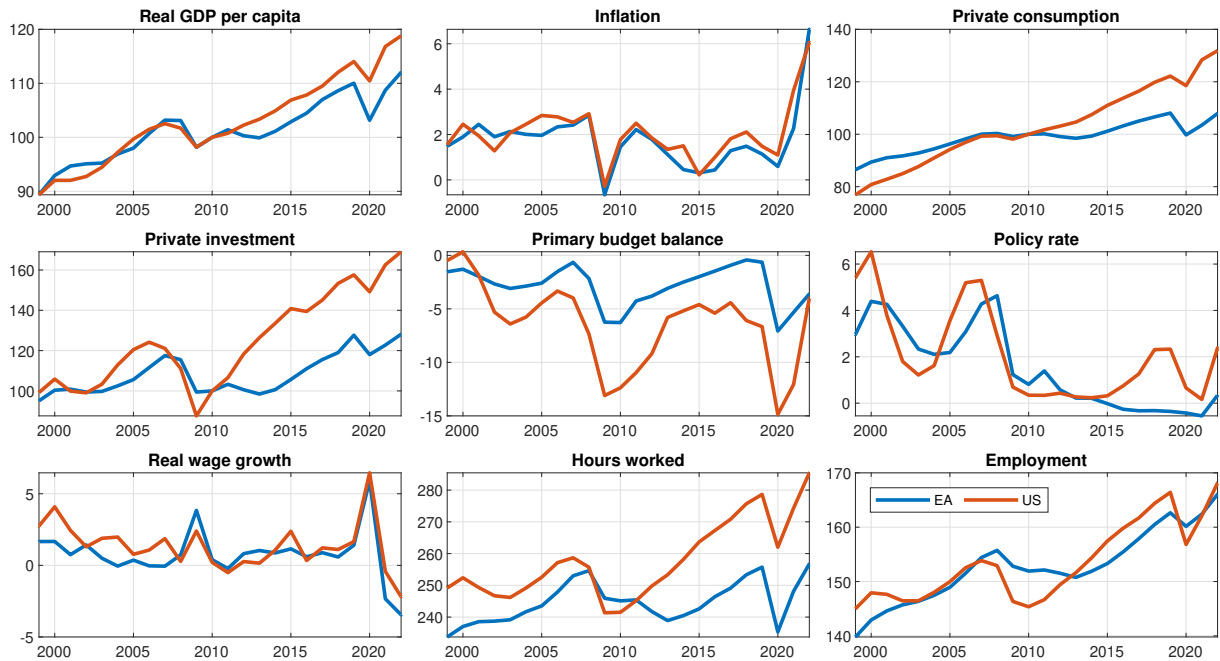 Real GDP per capita
120
110
100
90
2000 2005 2010 2015 2020
Inflation
6
4
2
0
2000 2005 2010 2015 2020
Private consumption
140
120
100
80
2000 2005 2010 2015 2020
Private investment
160
140
120
100
2000 2005 2010 2015 2020
Primary budget balance
0
-5
-10
-15
2000 2005 2010 2015 2020
Policy rate
6
4
2
0
2000 2005 2010 2015 2020
Real wage growth
5
0
-5
2000 2005 2010 2015 2020
Hours worked
280
270
260
250
240
2000 2005 2010 2015 2020
Employment
170
160
150
140
EA US
2000 2005 2010 2015 2020